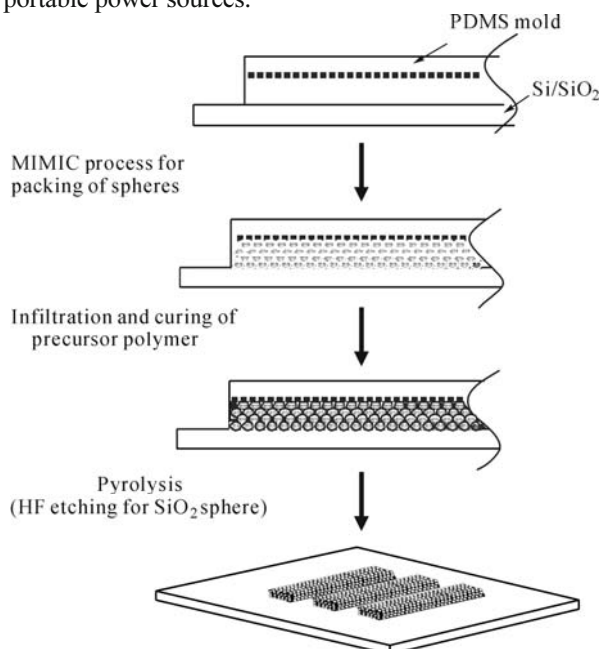 portable power sources.
PDMS mold
Si/SiO₂
MIMIC process for
packing of spheres
Infiltration and curing of
precursor polymer
Pyrolysis
(HF etching for SiO₂ sphere)